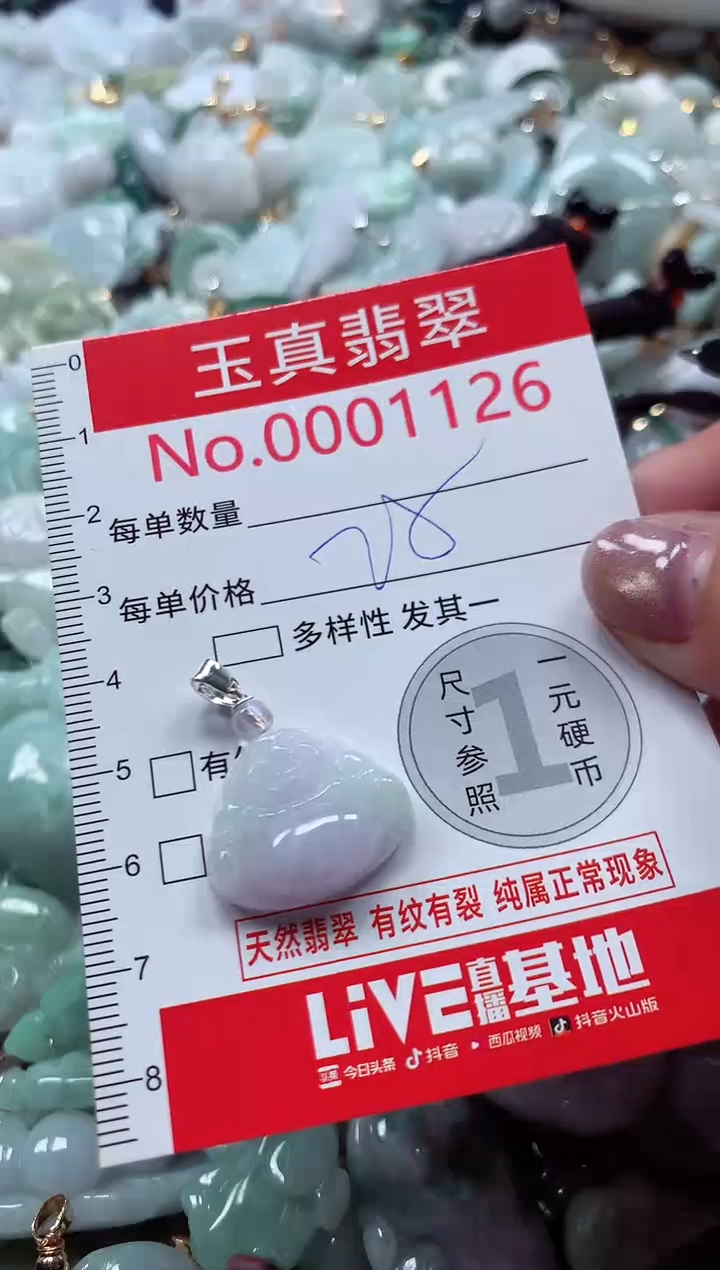 玉真翡翠
No.0001126
每单数量
28
每单价格
多样性 发其一
尺寸参照 1 一元硬币
有
天然翡翠 有纹有裂 纯属正常现象
LiVE直播基地
头条 今日头条 抖音 西瓜视频 抖音火山版
0
1
2
3
4
5
6
7
8